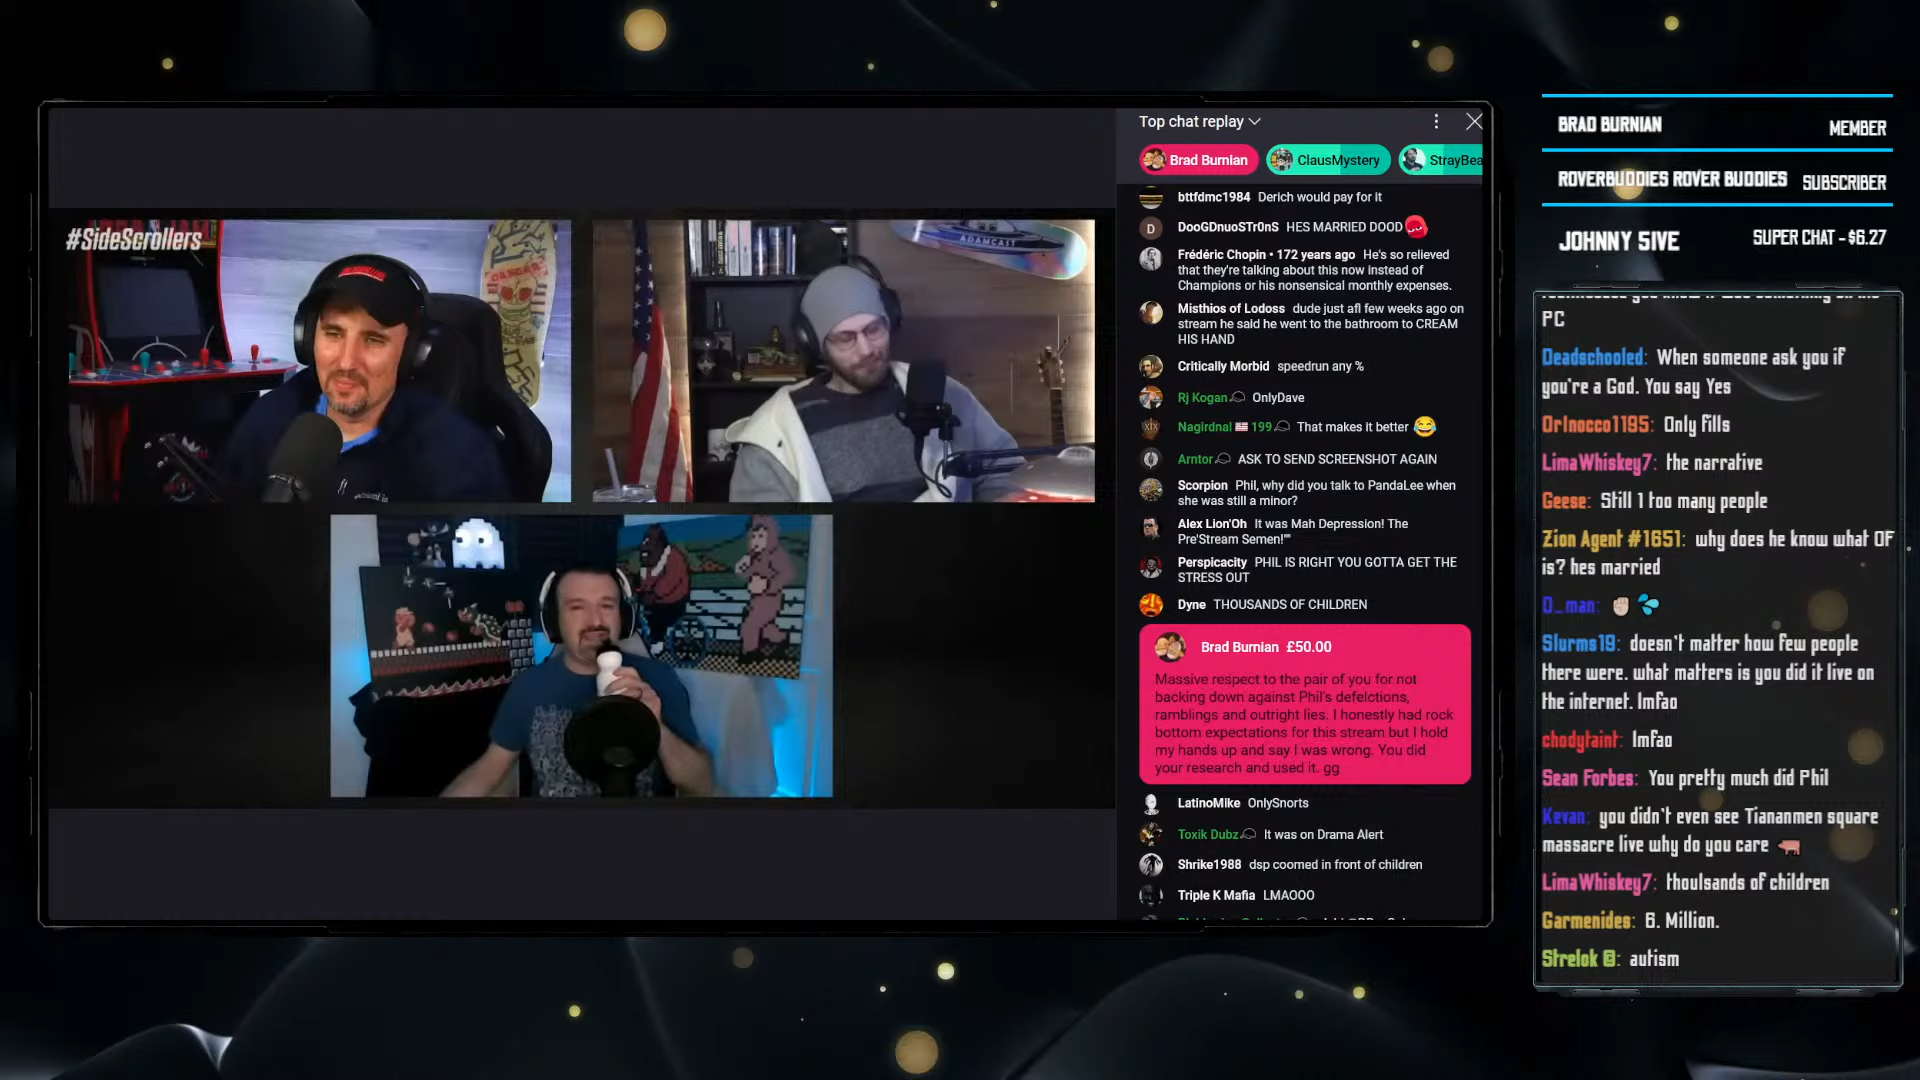 #SideScrollers
ADAMCAST
Top chat replay
Brad Burnian
ClausMystery
StrayBea
bttfdmc1984 Derich would pay for it
D
DooGDnuoSTr0nS HES MARRIED DOOD
Frédéric Chopin • 172 years ago He's so relieved
that they're talking about this now instead of
Champions or his nonsensical monthly expenses.
Misthios of Lodoss dude just afl few weeks ago on
stream he said he went to the bathroom to CREAM
HIS HAND
Critically Morbid speedrun any %
Rj Kogan OnlyDave
Nagirdnal 199 That makes it better 😂
Arntor ASK TO SEND SCREENSHOT AGAIN
Scorpion Phil, why did you talk to PandaLee when
she was still a minor?
Alex Lion'Oh It was Mah Depression! The
Pre'Stream Semen!""
Perspicacity PHIL IS RIGHT YOU GOTTA GET THE
STRESS OUT
Dyne THOUSANDS OF CHILDREN
Brad Burnian £50.00
Massive respect to the pair of you for not
backing down against Phil's defelctions,
ramblings and outright lies. I honestly had rock
bottom expectations for this stream but I hold
my hands up and say I was wrong. You did
your research and used it. gg
LatinoMike OnlySnorts
Toxik Dubz It was on Drama Alert
Shrike1988 dsp coomed in front of children
Triple K Mafia LMAOOO
BRAD BURNIAN MEMBER
ROVERBUDDIES ROVER BUDDIES SUBSCRIBER
JOHNNY 5IVE SUPER CHAT - $6.27
PC
Deadschooled: When someone ask you if
you're a God. You say Yes
OrInocco1195: Only fills
LimaWhiskey7: the narrative
Geese: Still 1 too many people
Zion Agent #1651: why does he know what OF
is? hes married
D_man: ✊🏻 💦
Slurms19: doesn't matter how few people
there were. what matters is you did it live on
the internet. lmfao
chodytaint: lmfao
Sean Forbes: You pretty much did Phil
Kevan: you didn't even see Tiananmen square
massacre live why do you care 🐖
LimaWhiskey7: thoulsands of children
Garmenides: 6. Million.
Strelok @: autism